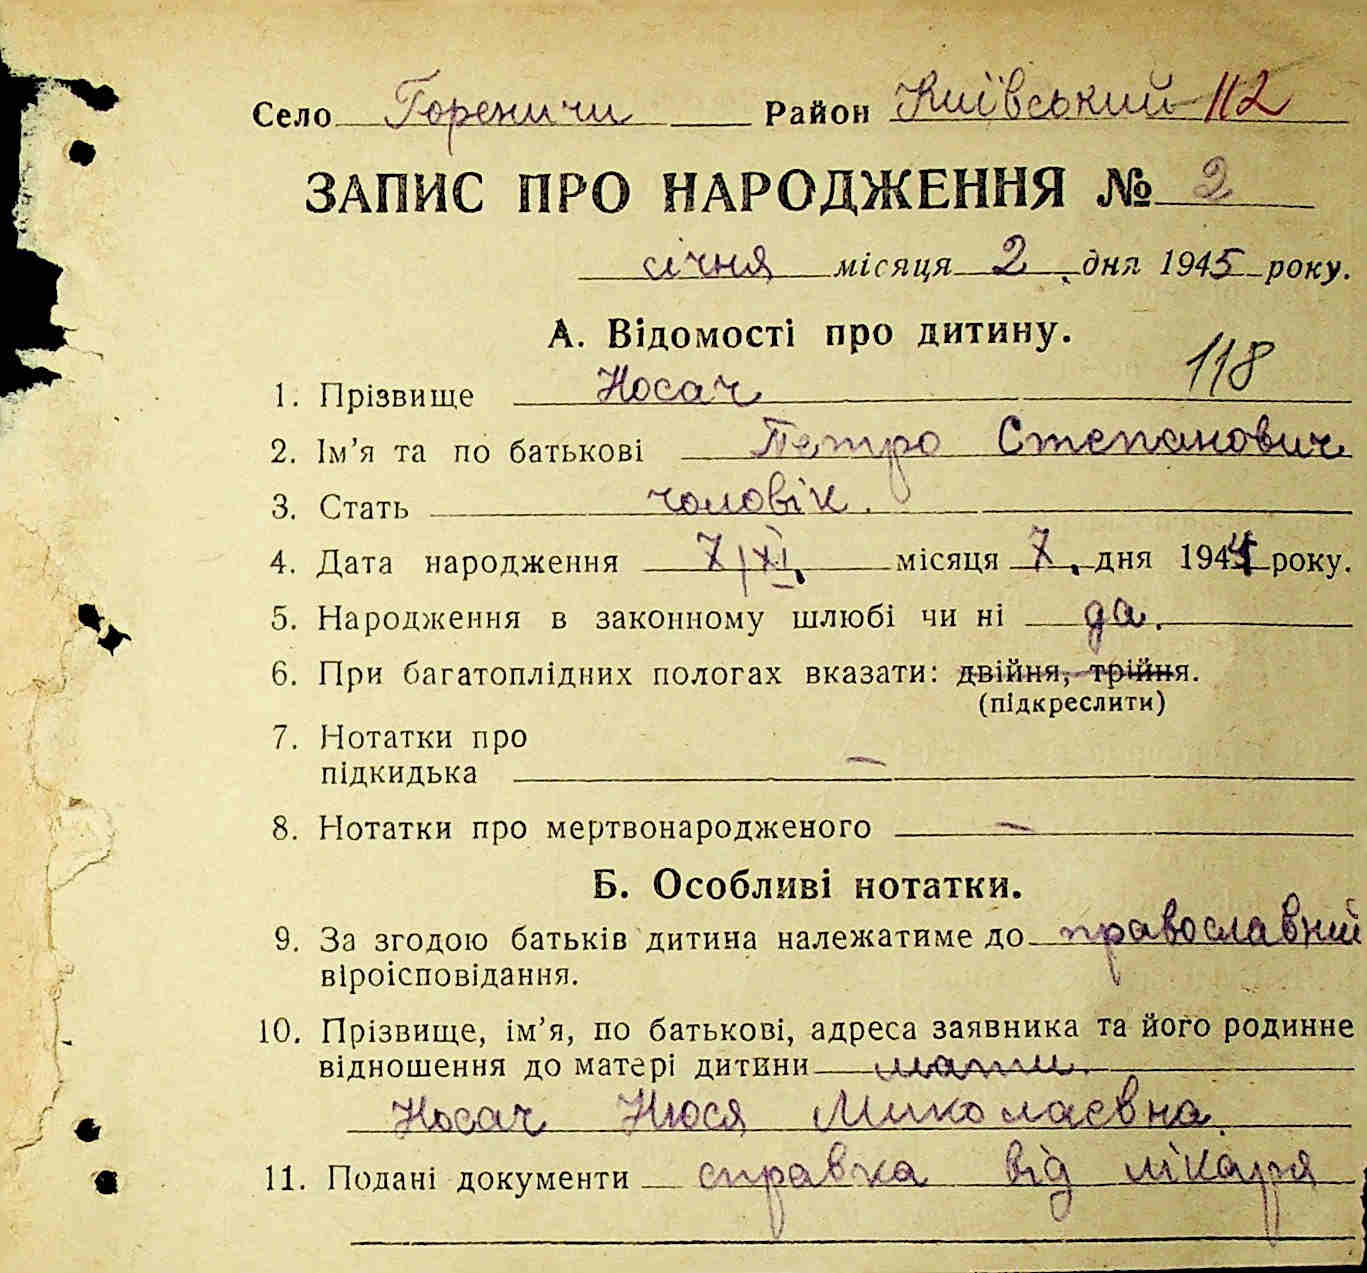 Село Гореничи Район Київський 112
ЗАПИС ПРО НАРОДЖЕННЯ № 2
січня місяця 2 дня 1945 року.
А. Відомості про дитину.
118
1. Прізвище Носач
2. Ім’я та по батькові Петро Степанович
3. Стать чоловік.
4. Дата народження 7/XI місяця 7, дня 1944 року.
5. Народження в законному шлюбі чи ні да.
6. При багатоплідних пологах вказати: двійня, трійня.
(підкреслити)
7. Нотатки про
підкидька —
8. Нотатки про мертвонародженого —
Б. Особливі нотатки.
9. За згодою батьків дитина належатиме до православний
віроісповідання.
10. Прізвище, ім’я, по батькові, адреса заявника та його родинне
відношення до матері дитини мати.
Носач Нюся Миколаєвна.
11. Подані документи справка від лікаря